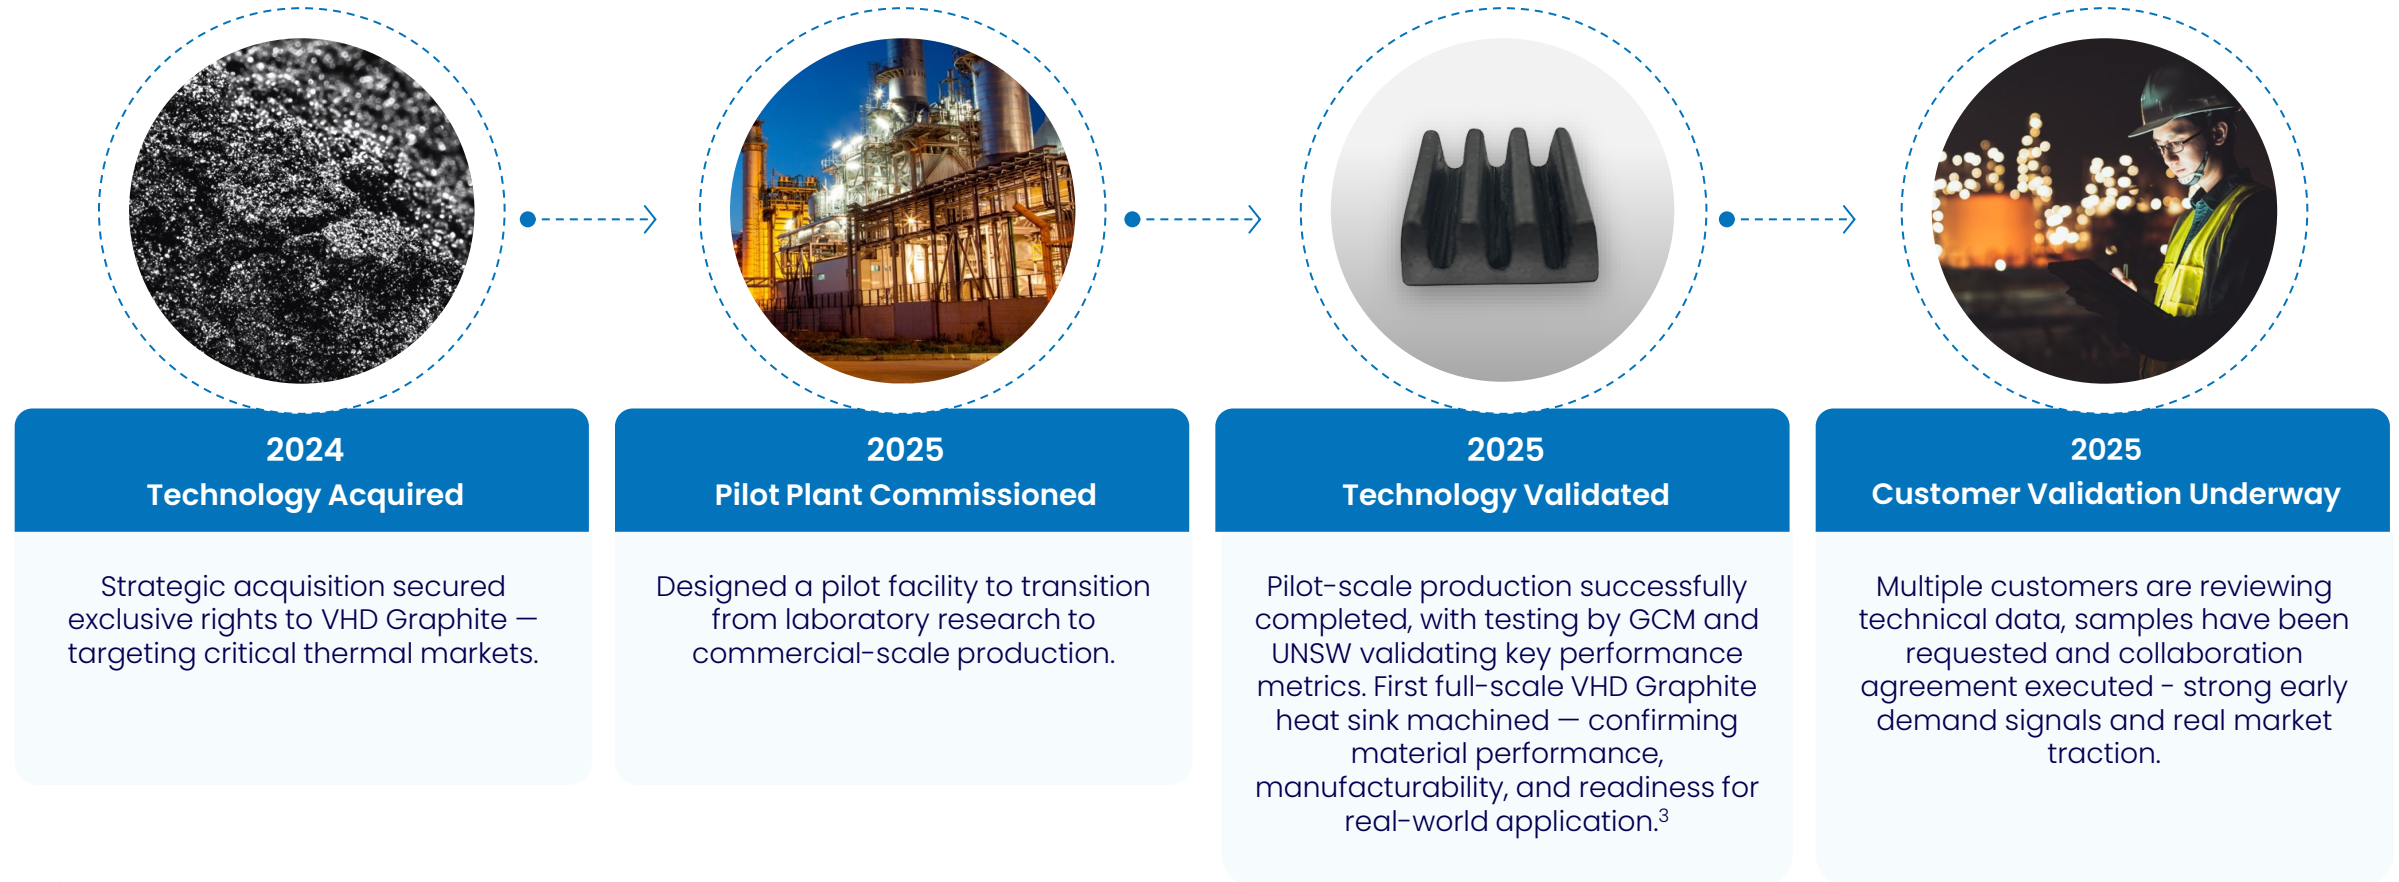 2024
Technology Acquired
Strategic acquisition secured
exclusive rights to VHD Graphite —
targeting critical thermal markets.
2025
Pilot Plant Commissioned
Designed a pilot facility to transition
from laboratory research to
commercial-scale production.
2025
Technology Validated
Pilot-scale production successfully
completed, with testing by GCM and
UNSW validating key performance
metrics. First full-scale VHD Graphite
heat sink machined — confirming
material performance,
manufacturability, and readiness for
real-world application.³
2025
Customer Validation Underway
Multiple customers are reviewing
technical data, samples have been
requested and collaboration
agreement executed - strong early
demand signals and real market
traction.